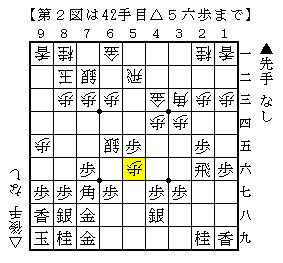 【第２図は42手目△５六歩まで】
９ ８ ７ ６ ５ ４ ３ ２ １
香 桂 金 桂 香 一
玉 銀 飛 二
歩 歩 歩 金 角 歩 歩 三
歩 歩 四
歩 銀 歩 歩 五
歩 歩 飛 歩 六
歩 歩 角 歩 歩 歩 七
香 銀 金 銀 八
玉 桂 金 桂 香 九
▲先手 なし
△後手 なし